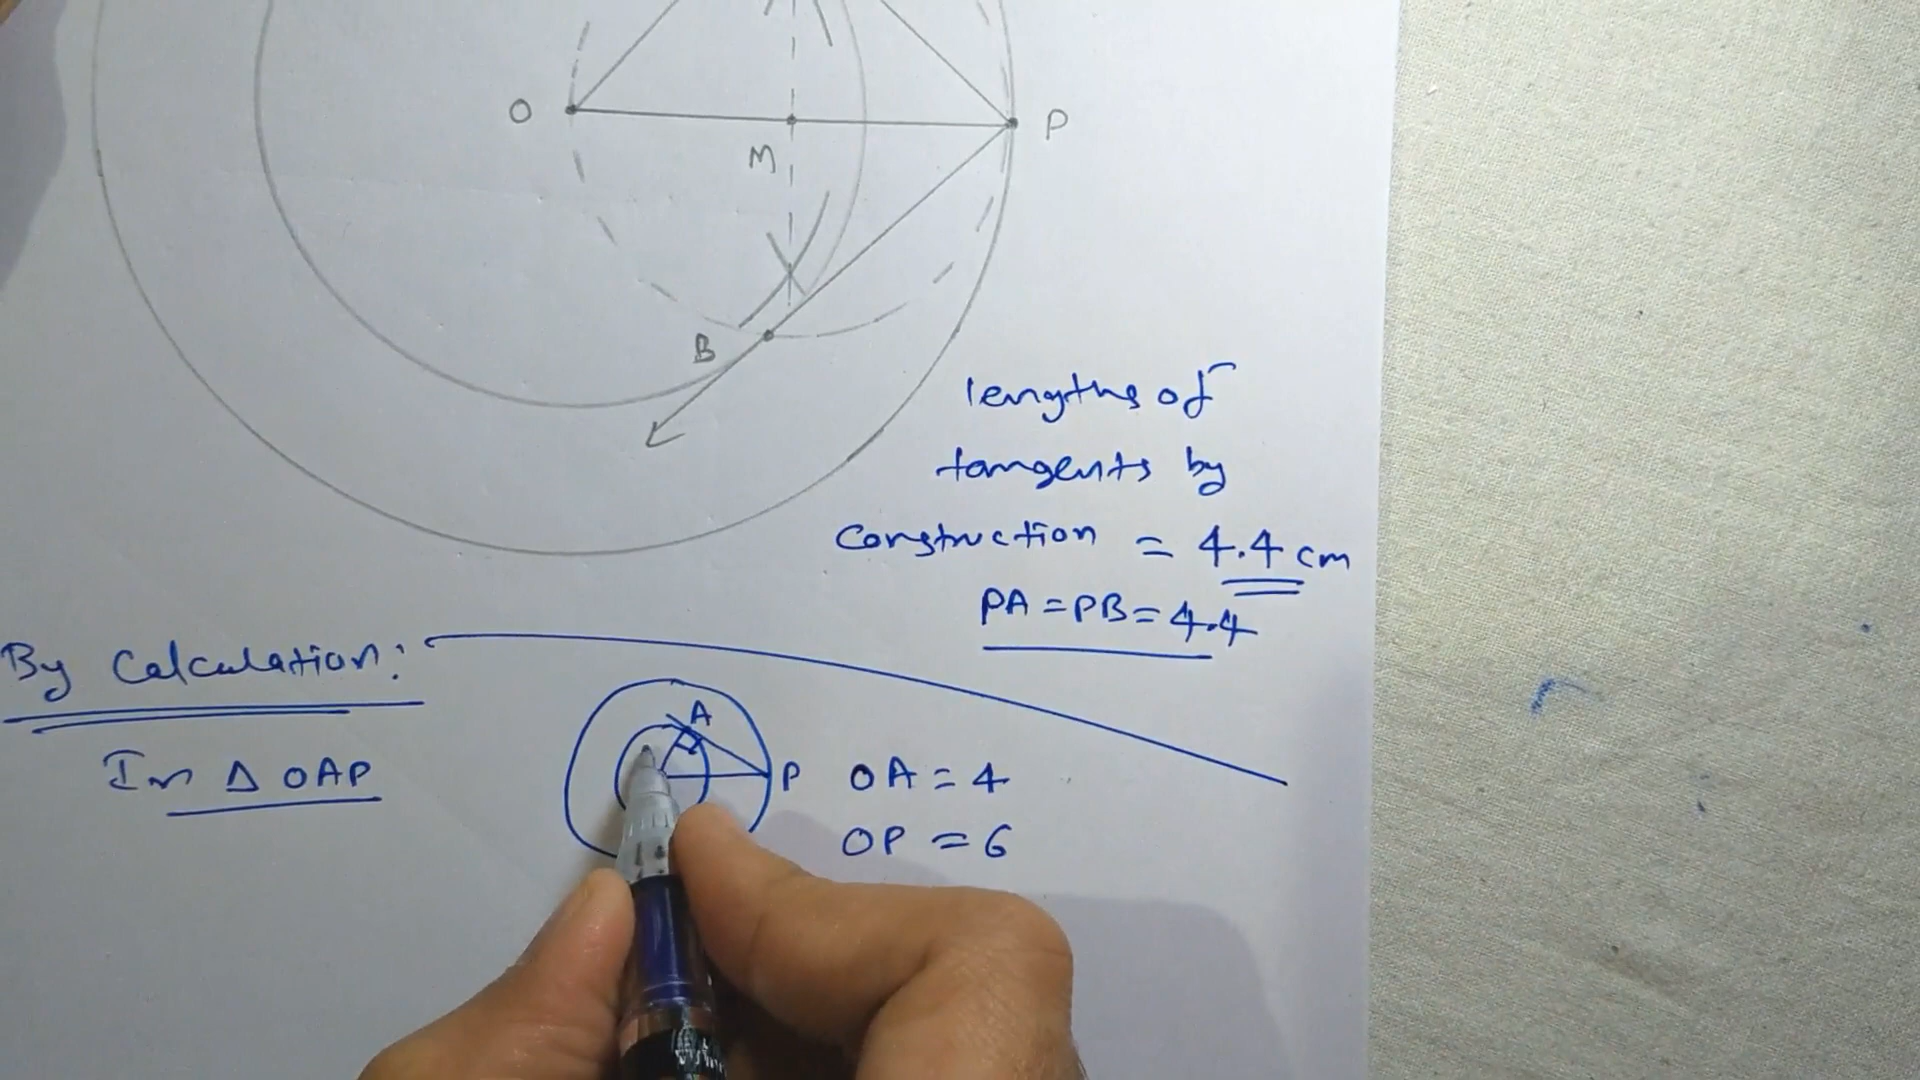 O
M
P
B
lengths of
tangents by
Construction = 4.4 cm
PA = PB = 4.4
By Calculation:
In Δ OAP
A
P
OA = 4
OP = 6